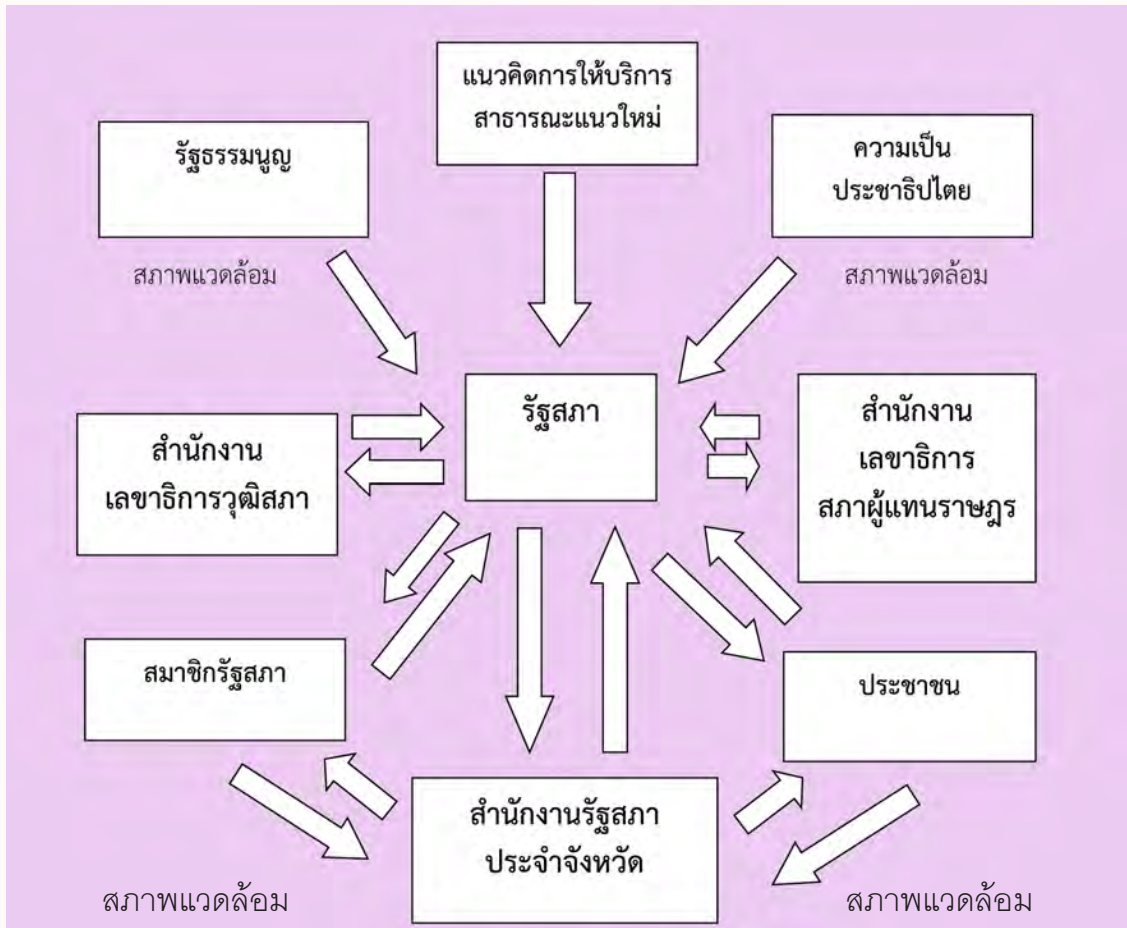 แนวคิดการให้บริการ
สาธารณะแนวใหม่
รัฐธรรมนูญ
ความเป็น
ประชาธิปไตย
สภาพแวดล้อม
สภาพแวดล้อม
สำนักงาน
เลขาธิการวุฒิสภา
รัฐสภา
สำนักงาน
เลขาธิการ
สภาผู้แทนราษฎร
สมาชิกรัฐสภา
ประชาชน
สำนักงานรัฐสภา
ประจำจังหวัด
สภาพแวดล้อม
สภาพแวดล้อม